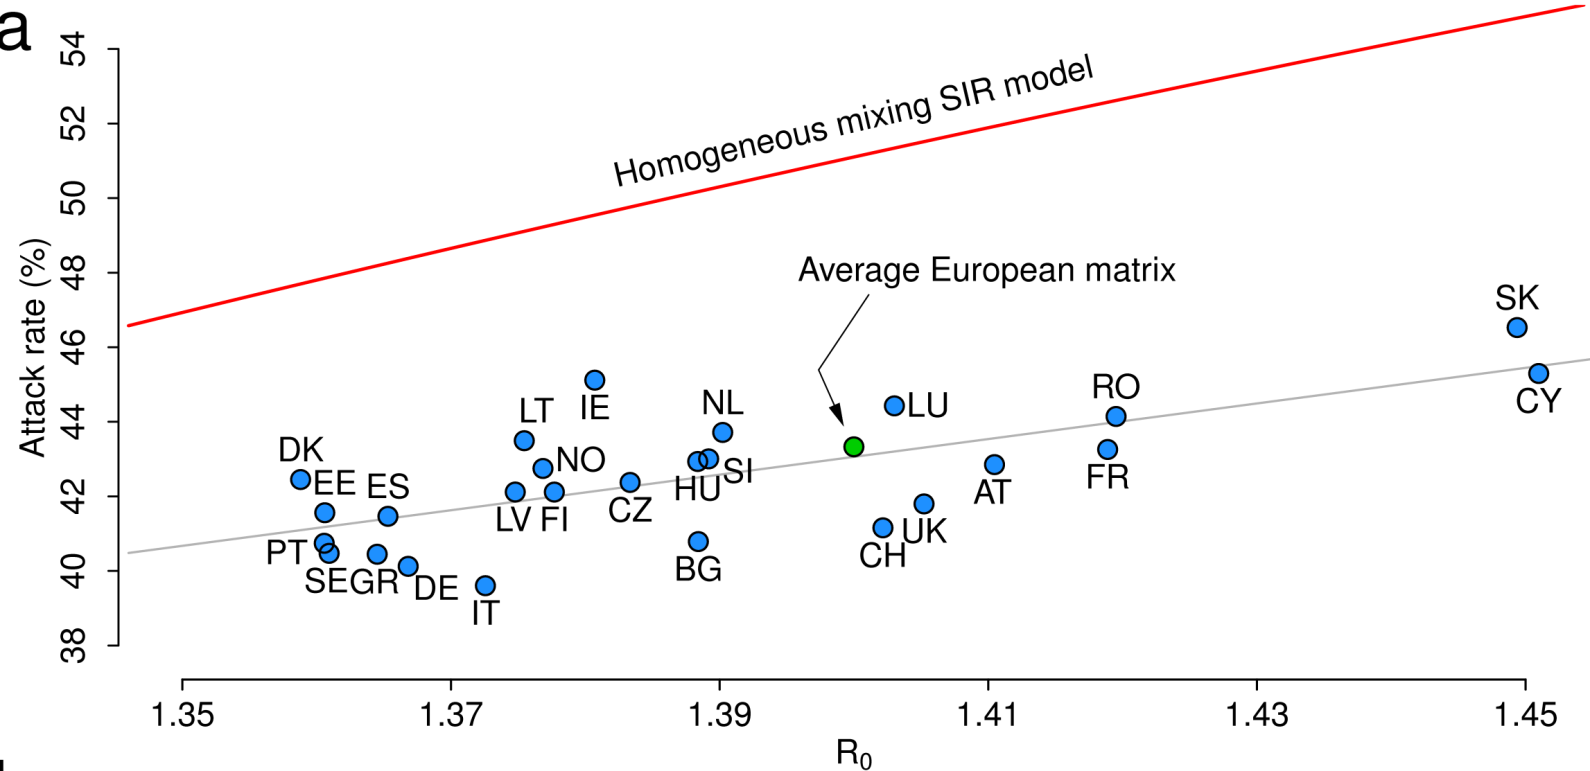 a
54
52
50
48
46
44
42
40
38
Attack rate (%)
Homogeneous mixing SIR model
Average European matrix
SK
CY
RO
FR
LU
AT
UK
CH
NL
SI
HU
BG
IE
LT
NO
CZ
LV
FI
DK
EE
ES
PT
SE
GR
DE
IT
1.35
1.37
1.39
1.41
1.43
1.45
R₀